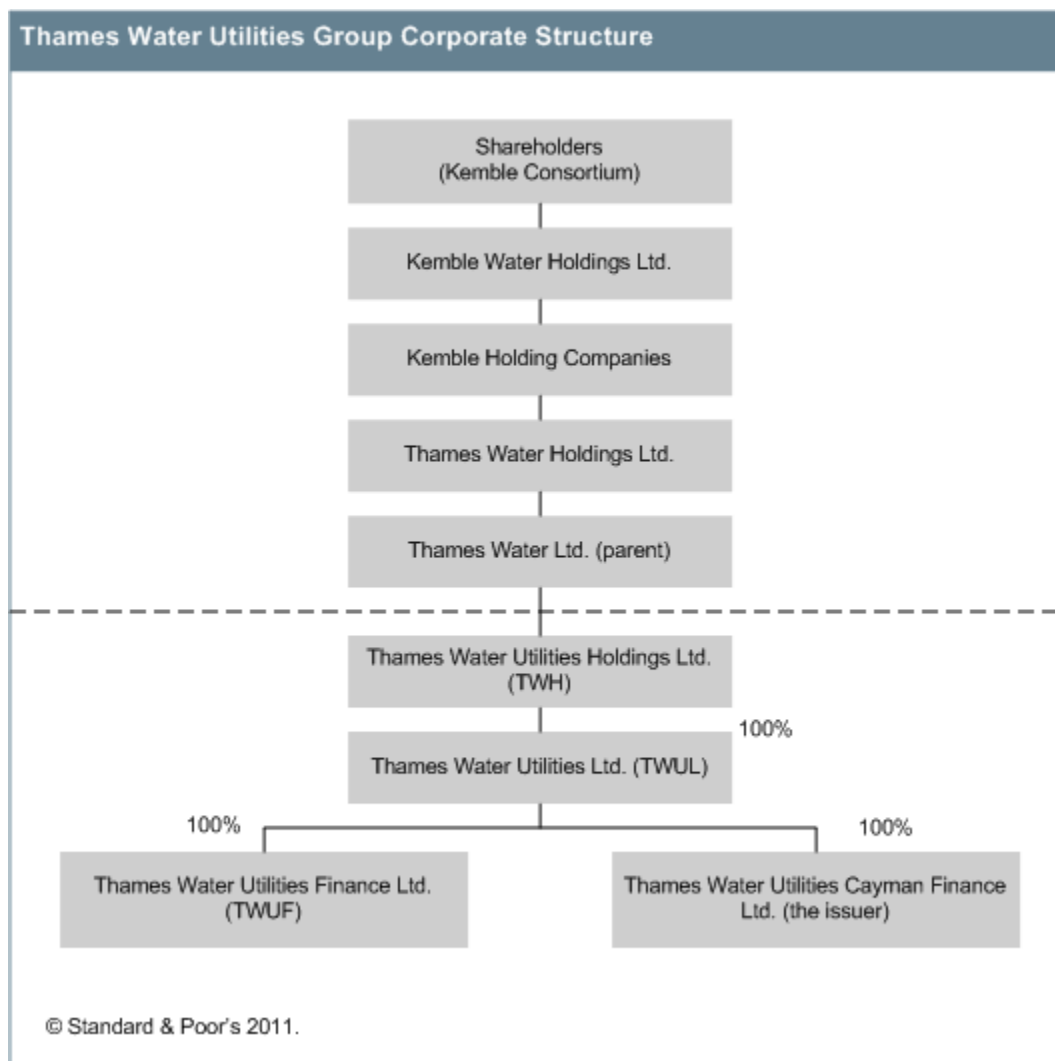 Thames Water Utilities Group Corporate Structure
Shareholders
(Kemble Consortium)
Kemble Water Holdings Ltd.
Kemble Holding Companies
Thames Water Holdings Ltd.
Thames Water Ltd. (parent)
Thames Water Utilities Holdings Ltd.
(TWH)
100%
Thames Water Utilities Ltd. (TWUL)
100%
100%
Thames Water Utilities Finance Ltd.
(TWUF)
Thames Water Utilities Cayman Finance
Ltd. (the issuer)
© Standard & Poor's 2011.